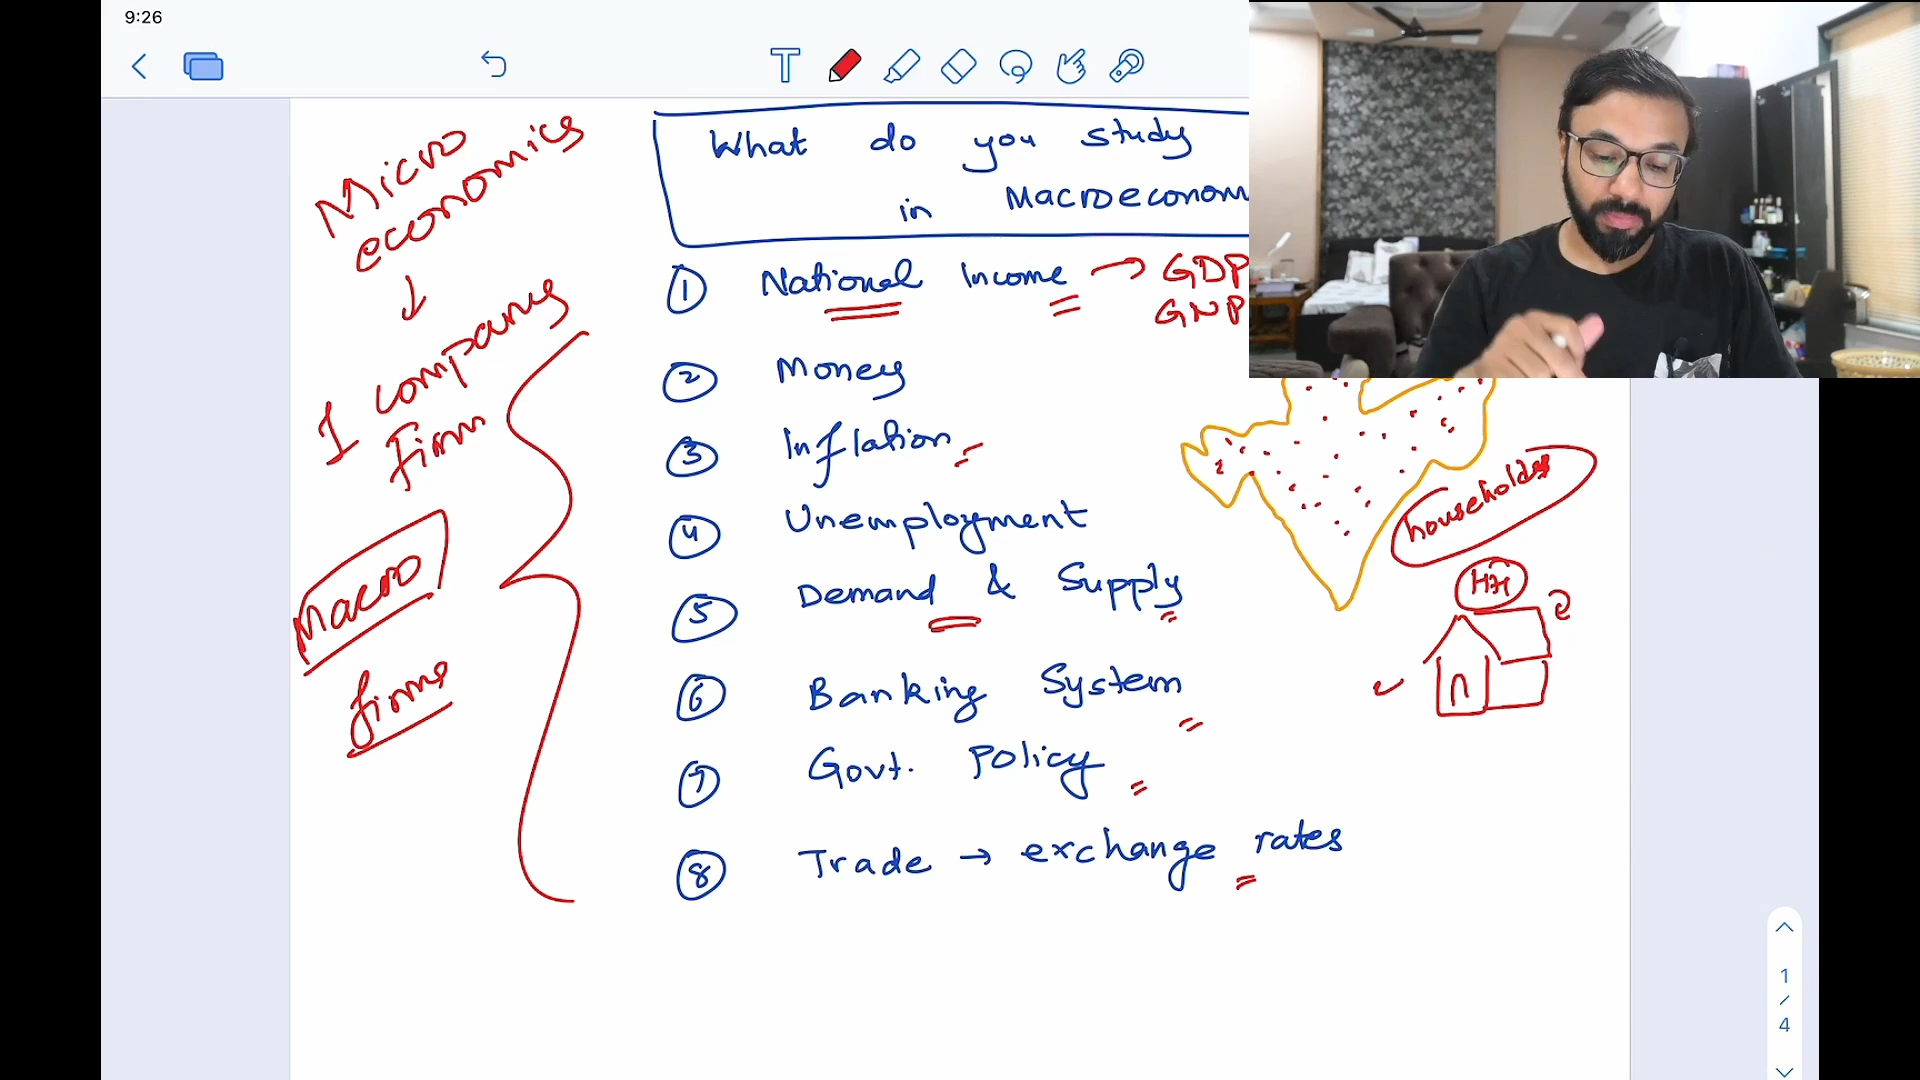 9:26
T
Micro
economics
↓
1 company
Firm
Macro
firms
What do you study
in Macroeconom
① National Income → GDP
GNP
② Money
③ Inflation
④ Unemployment
⑤ Demand & Supply
⑥ Banking System
⑦ Govt. Policy
⑧ Trade → exchange rates
households
HH
1
/
4